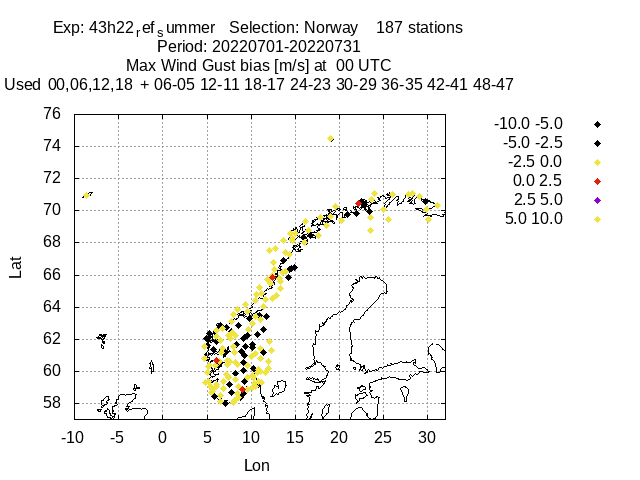 Exp: 43h22refsummer   Selection: Norway    187 stations
Period: 20220701-20220731
Max Wind Gust bias [m/s] at  00 UTC
Used  00,06,12,18  + 06-05 12-11 18-17 24-23 30-29 36-35 42-41 48-47
76
74
72
70
68
66
64
62
60
58
Lat
-10 -5 0 5 10 15 20 25 30
Lon
-10.0 -5.0
-5.0 -2.5
-2.5 0.0
0.0 2.5
2.5 5.0
5.0 10.0